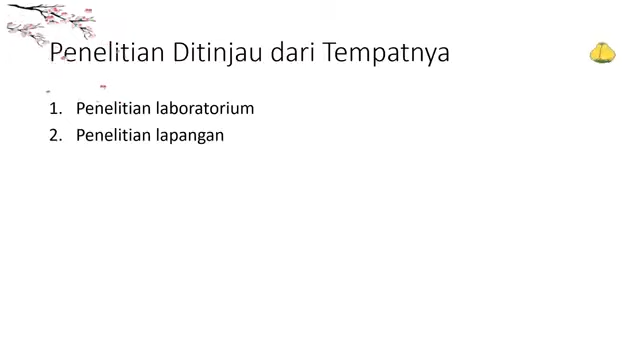 Penelitian Ditinjau dari Tempatnya
1. Penelitian laboratorium
2. Penelitian lapangan